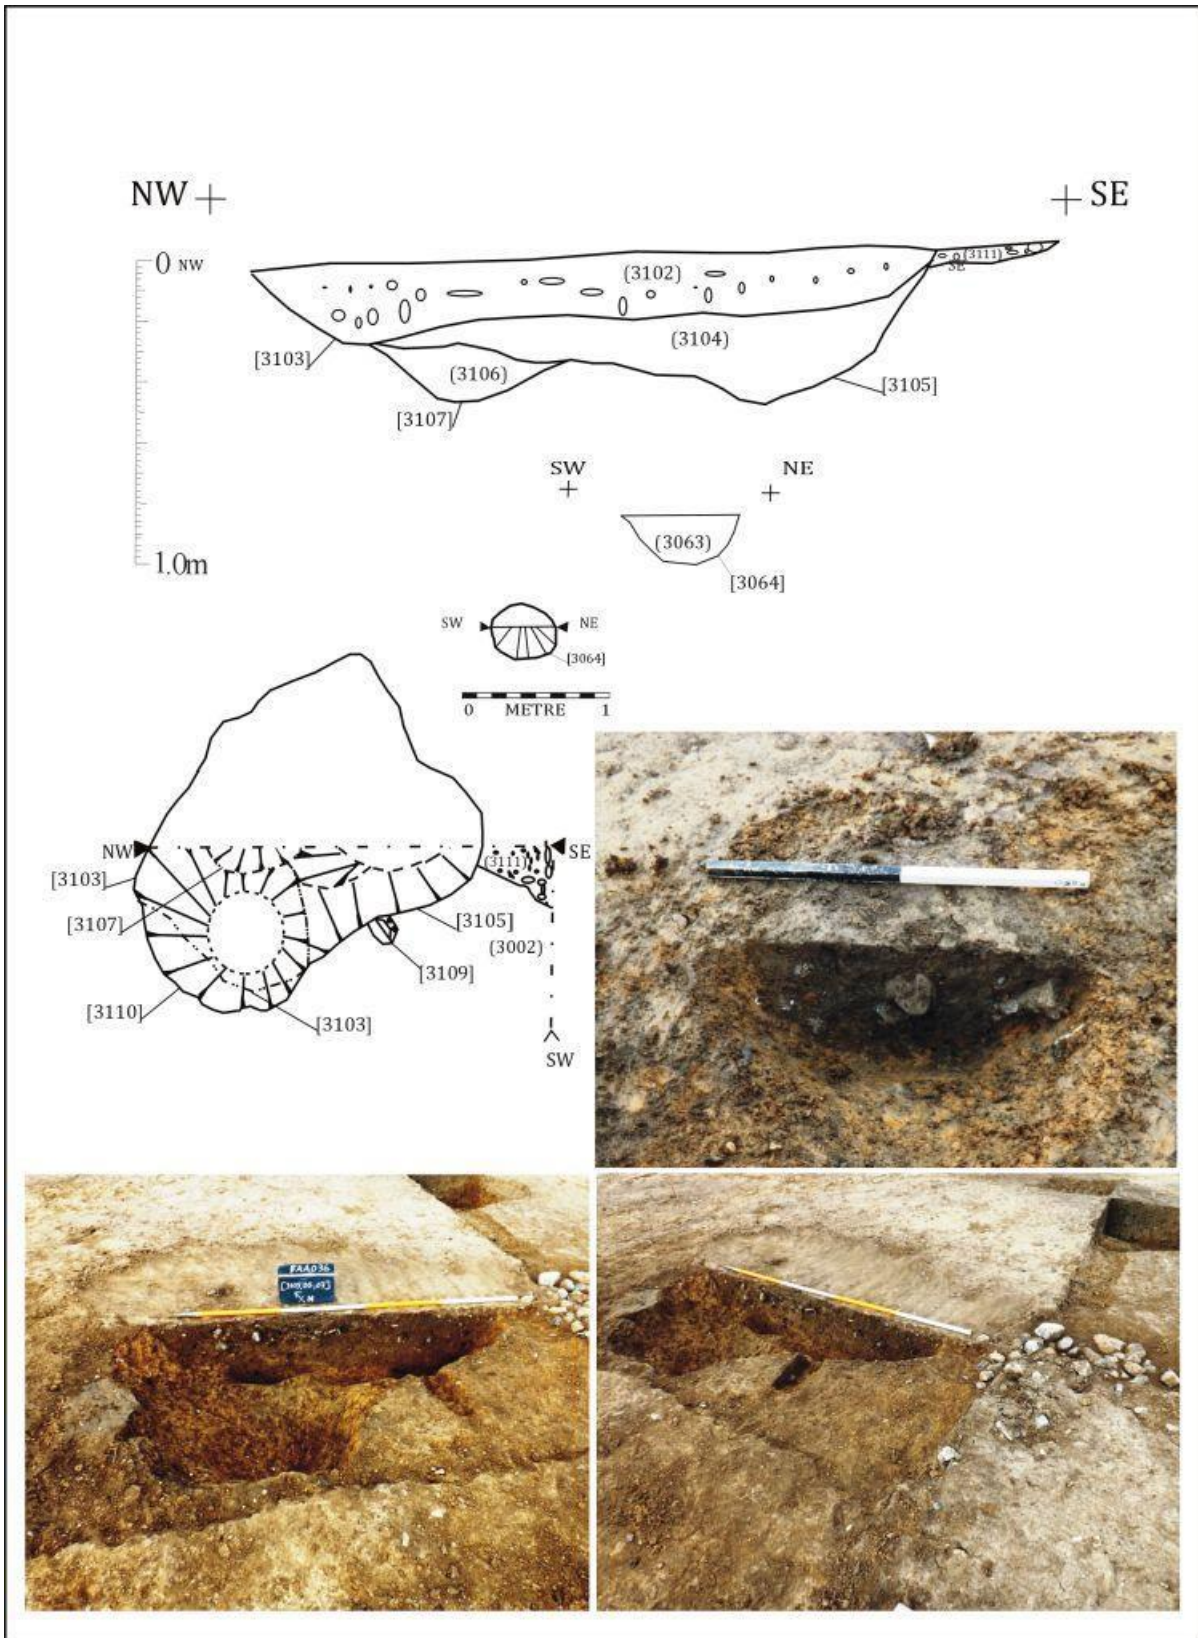 NW SE
0 NW
(3102)
(3111)
SE
(3104)
[3103]
(3106)
[3105]
[3107]
SW NE
(3063)
1.0m
[3064]
SW NE
[3064]
0 METRE 1
NW SE
(3111)
[3103]
[3107]
[3105]
(3002)
[3109]
[3110]
[3103]
SW
N